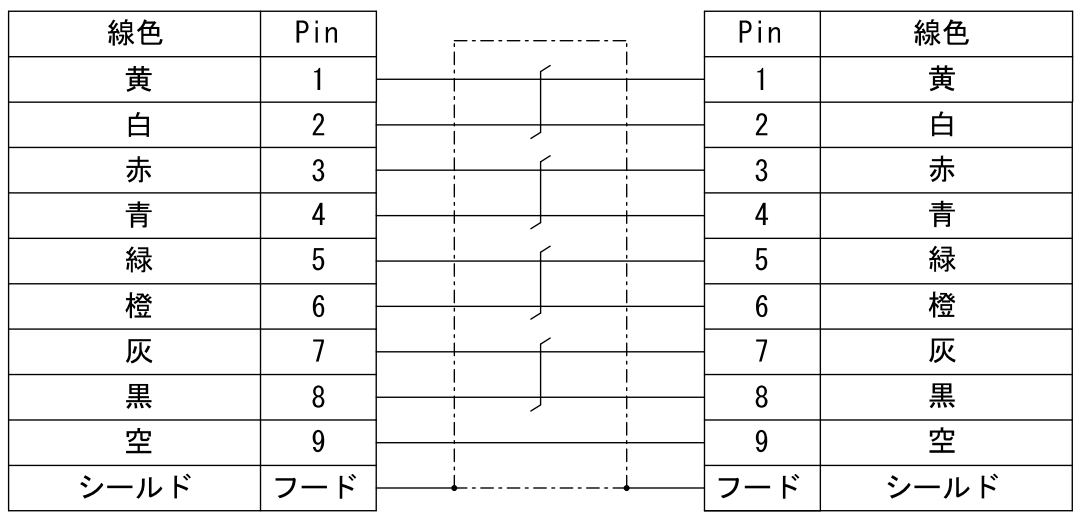 線色 Pin Pin 線色
黄 1 1 黄
白 2 2 白
赤 3 3 赤
青 4 4 青
緑 5 5 緑
橙 6 6 橙
灰 7 7 灰
黒 8 8 黒
空 9 9 空
シールド フード フード シールド